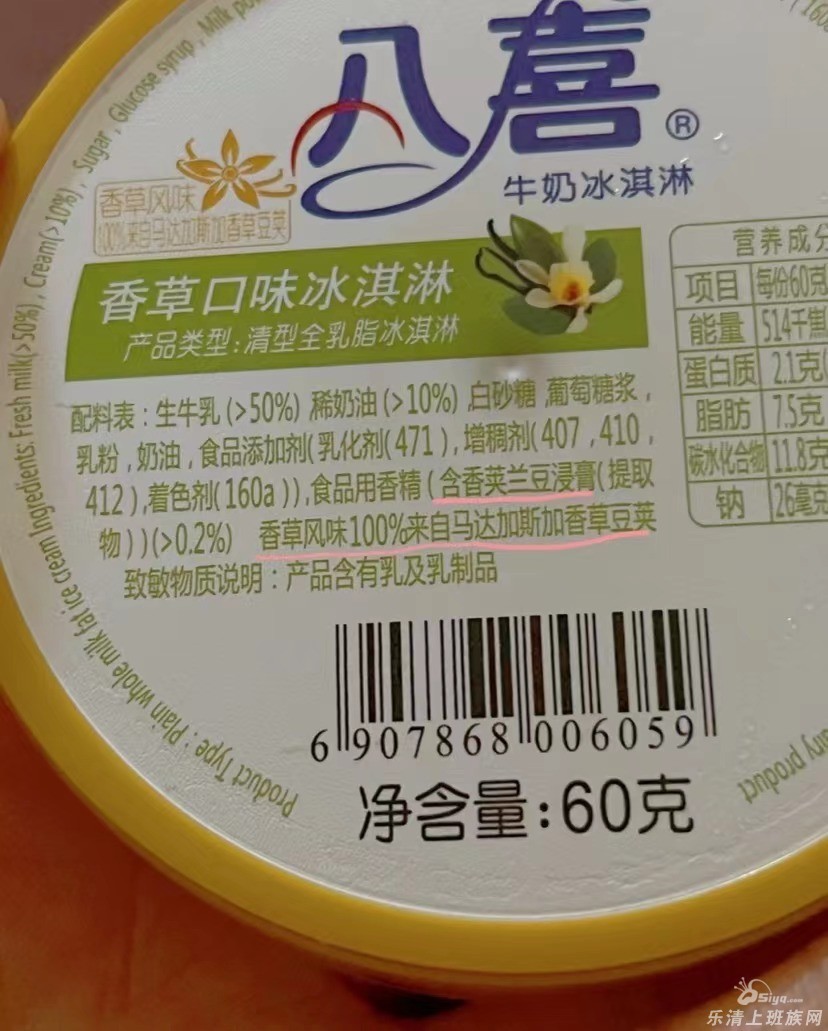 八喜®
牛奶冰淇淋
香草风味
100%来自马达加斯加香草豆荚
香草口味冰淇淋
产品类型:清型全乳脂冰淇淋
配料表:生牛乳(>50%),稀奶油(>10%),白砂糖,葡萄糖浆,
乳粉,奶油,食品添加剂(乳化剂(471),增稠剂(407,410,
412),着色剂(160a)),食品用香精(含香荚兰豆浸膏(提取
物))(>0.2%) 香草风味100%来自马达加斯加香草豆荚
致敏物质说明:产品含有乳及乳制品
营养成分
项目 每份60克
能量 514千焦
蛋白质 2.1克
脂肪 7.5克
碳水化合物 11.8克
钠 26毫克
6 907868 006059
净含量:60克
Product Type: Plain whole milk fat ice cream Ingredients: Fresh milk(>50%), Cream(>10%), Sugar, Glucose syrup, Milk
dairy product
乐清上班族网